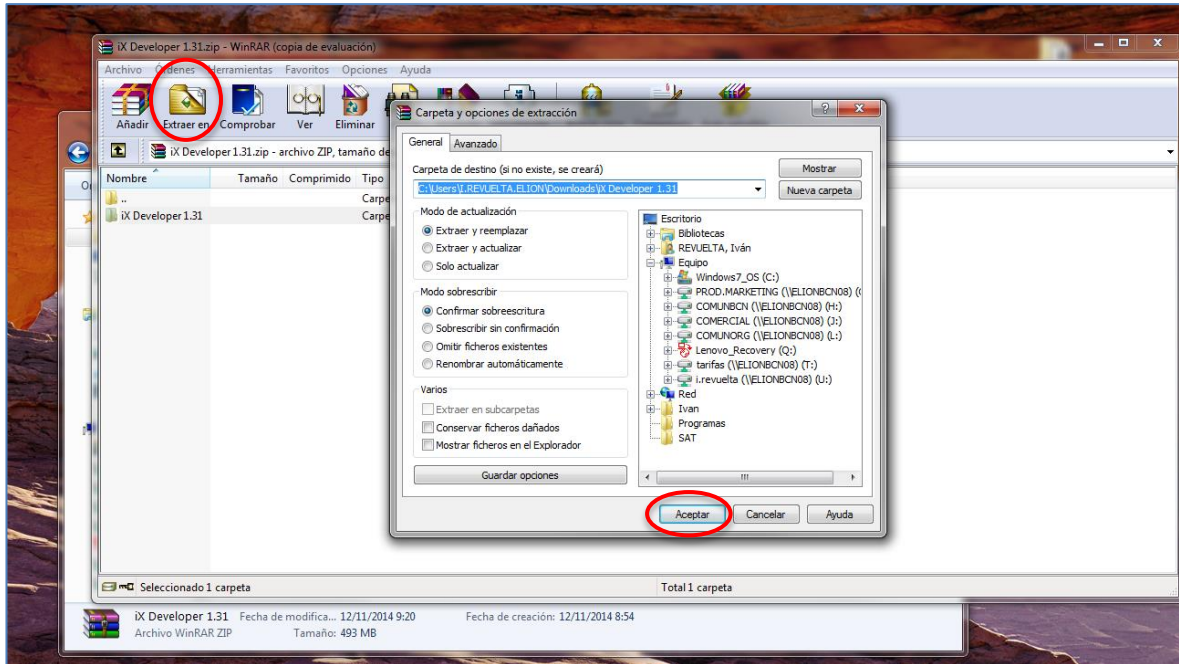 iX Developer 1.31.zip - WinRAR (copia de evaluación)
Archivo Órdenes Herramientas Favoritos Opciones Ayuda
Añadir Extraer en Comprobar Ver Eliminar
iX Developer 1.31.zip - archivo ZIP, tamaño de
Nombre Tamaño Comprimido Tipo
..
Carpe
iX Developer 1.31 Carpe
Carpeta y opciones de extracción
General Avanzado
Carpeta de destino (si no existe, se creará)
Mostrar
C:\Users\I.REVUELTA.ELION\Downloads\iX Developer 1.31
Nueva carpeta
Modo de actualización
Extraer y reemplazar
Extraer y actualizar
Solo actualizar
Modo sobrescribir
Confirmar sobreescritura
Sobrescribir sin confirmación
Omitir ficheros existentes
Renombrar automáticamente
Varios
Extraer en subcarpetas
Conservar ficheros dañados
Mostrar ficheros en el Explorador
Guardar opciones
Escritorio
Bibliotecas
REVUELTA, Iván
Equipo
Windows7_OS (C:)
PROD.MARKETING (\\ELIONBCN08)
COMUNBCN (\\ELIONBCN08) (H:)
COMERCIAL (\\ELIONBCN08) (J:)
COMUNORG (\\ELIONBCN08) (L:)
Lenovo_Recovery (Q:)
tarifas (\\ELIONBCN08) (T:)
i.revuelta (\\ELIONBCN08) (U:)
Red
Ivan
Programas
SAT
Aceptar Cancelar Ayuda
Seleccionado 1 carpeta Total 1 carpeta
iX Developer 1.31 Fecha de modifica... 12/11/2014 9:20 Fecha de creación: 12/11/2014 8:54
Archivo WinRAR ZIP Tamaño: 493 MB